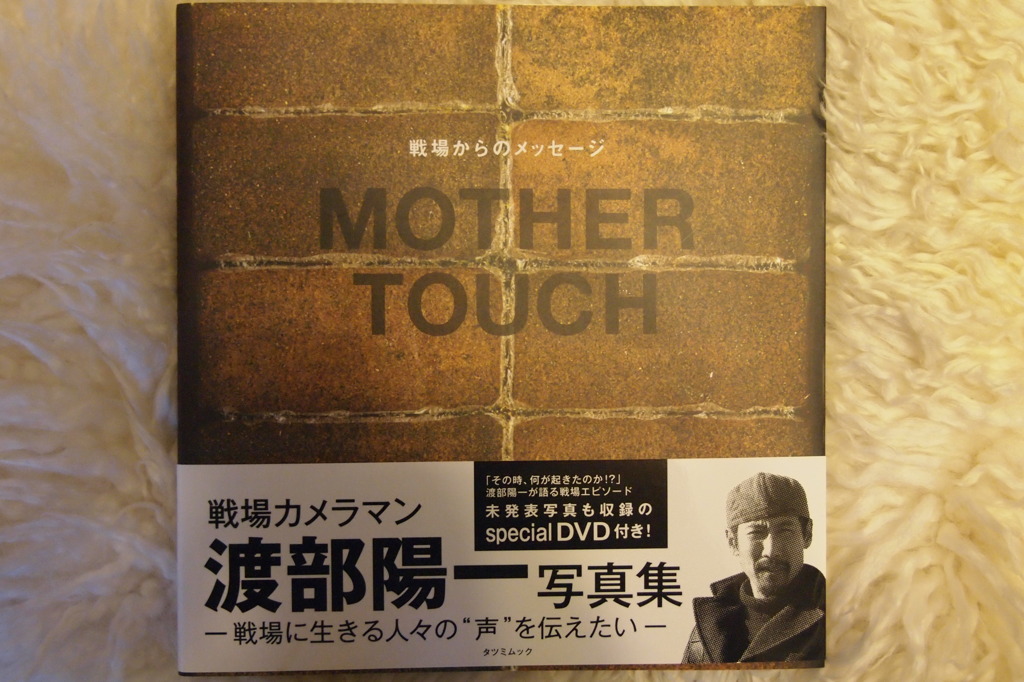 戦場からのメッセージ
MOTHER
TOUCH
「その時、何が起きたのか!?」
渡部陽一が語る戦場エピソード
未発表写真も収録の
special DVD付き!
戦場カメラマン
渡部陽一写真集
—戦場に生きる人々の“声”を伝えたい—
タツミムック